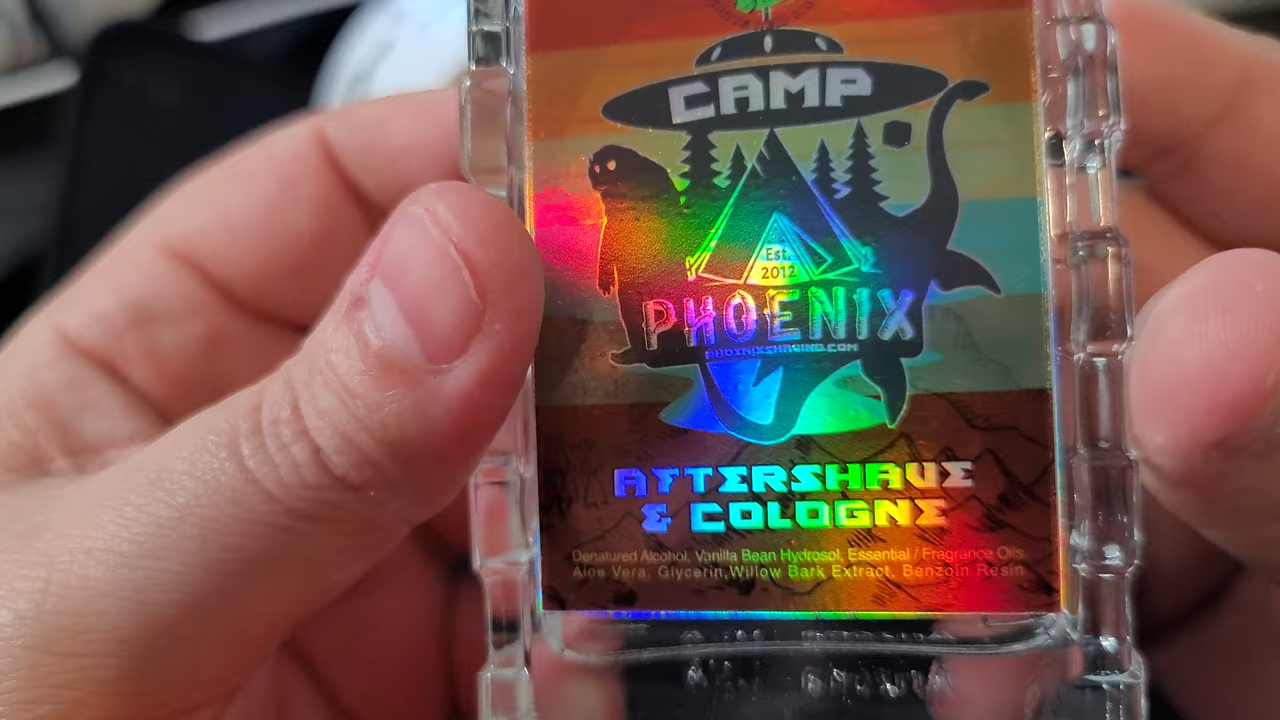 CAMP
Est.
2012
PHOENIX
PHOENIXSHAVING.COM
AFTERSHAVE
& COLOGNE
Denatured Alcohol, Vanilla Bean Hydrosol, Essential / Fragrance Oils
Aloe Vera, Glycerin,Willow Bark Extract, Benzoin Resin